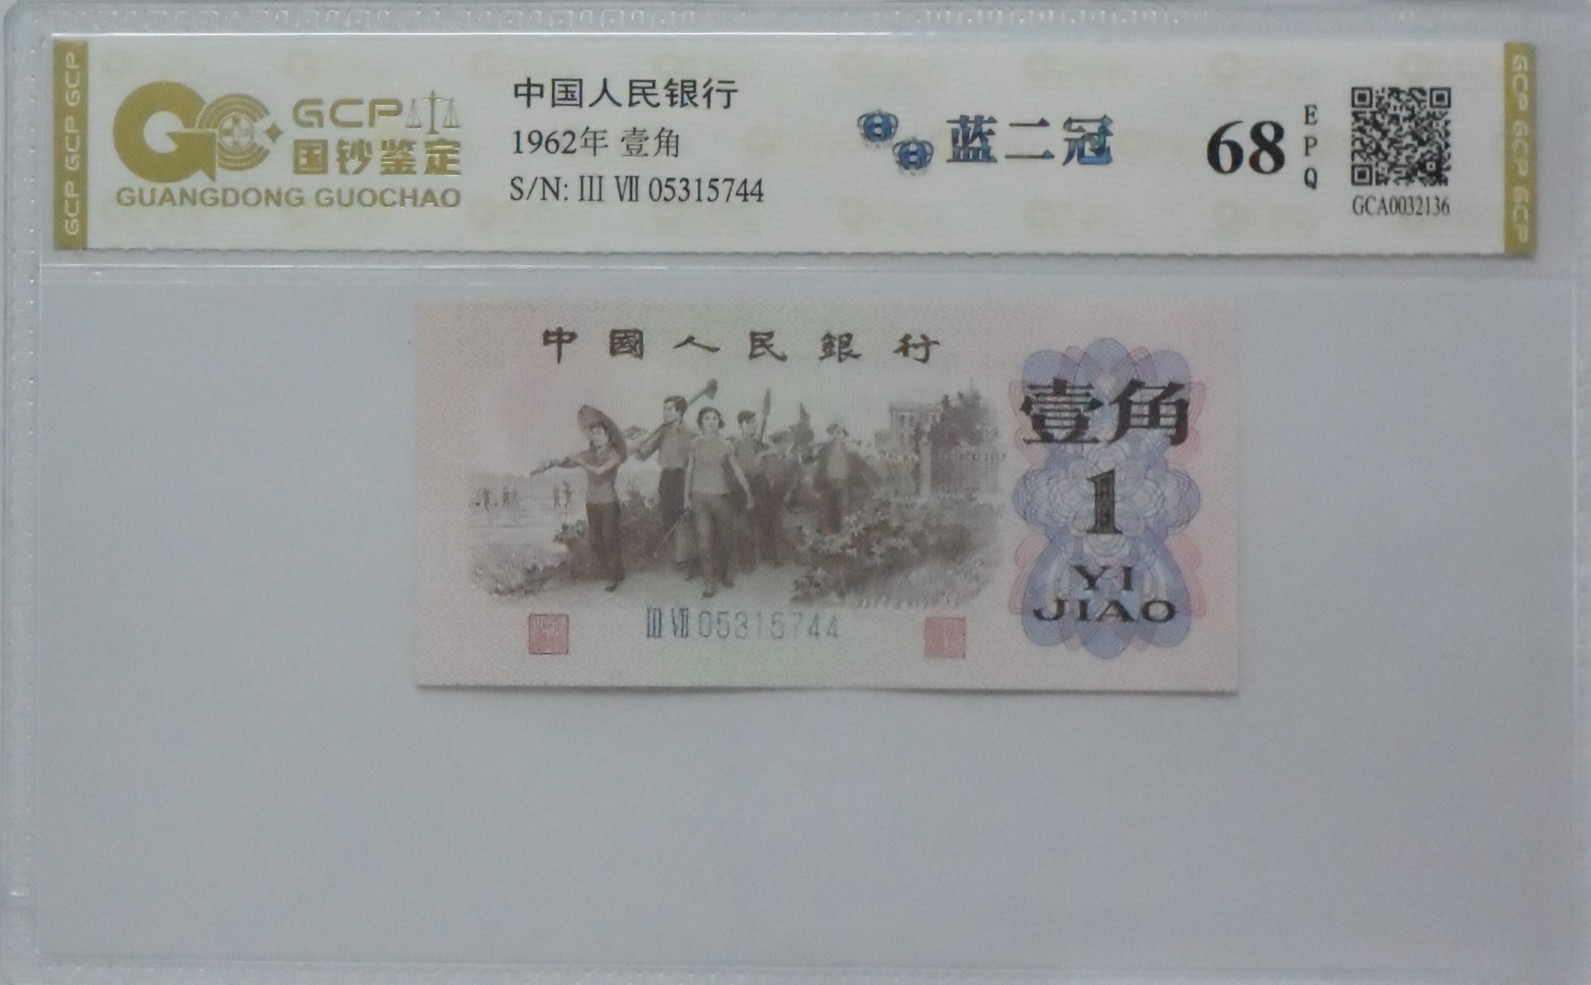 GCP GCP GCP
GCP
国钞鉴定
GUANGDONG GUOCHAO
中国人民银行
1962年 壹角
S/N: III VII 05315744
蓝二冠
68
EPQ
GCA0032136
GCP GCP GCP
中國人民銀行
壹角
1
YI
JIAO
III VII 05315744